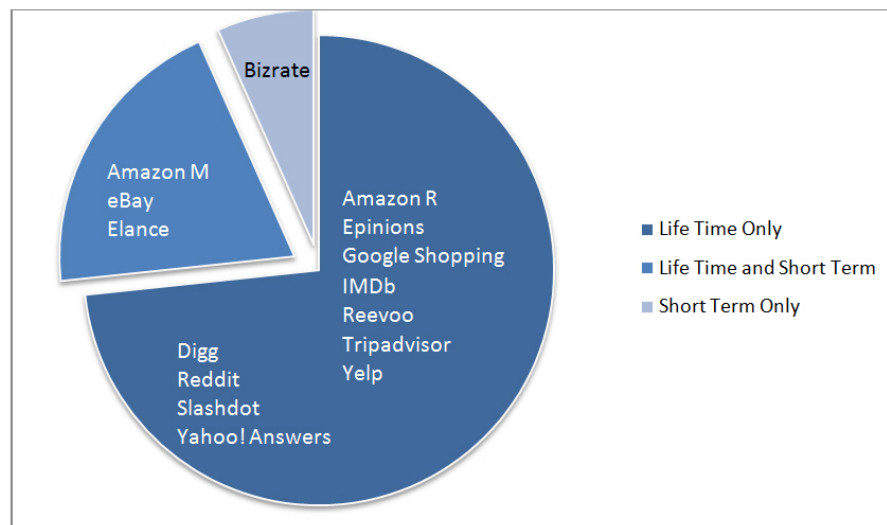 Bizrate
Amazon M
eBay
Elance
Amazon R
Epinions
Google Shopping
IMDb
Reevoo
Tripadvisor
Yelp
Digg
Reddit
Slashdot
Yahoo! Answers
Life Time Only
Life Time and Short Term
Short Term Only